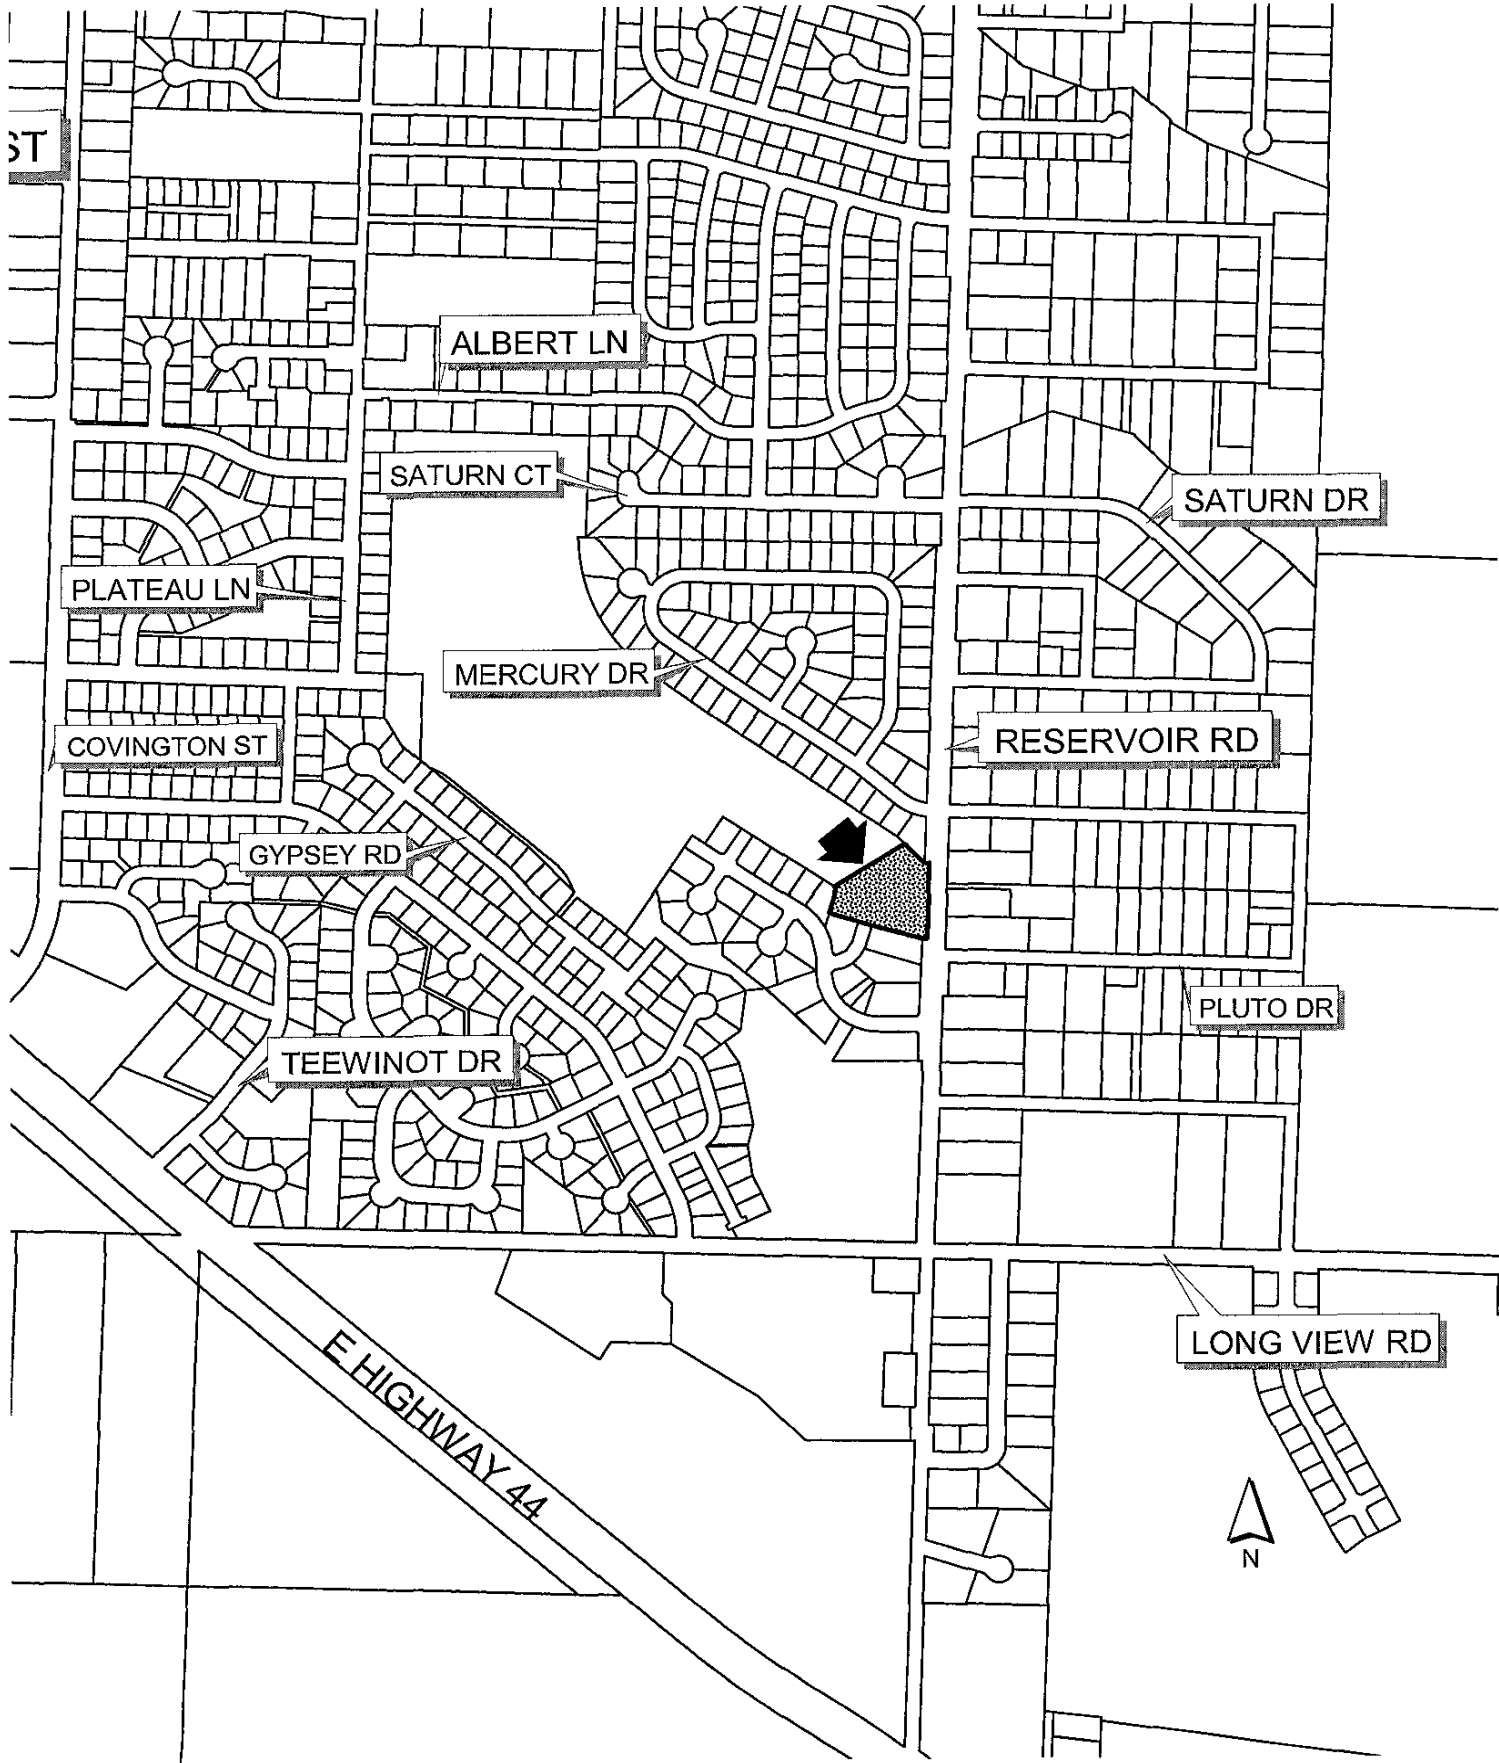 ST
ALBERT LN
SATURN CT
SATURN DR
PLATEAU LN
MERCURY DR
COVINGTON ST
RESERVOIR RD
GYPSEY RD
PLUTO DR
TEEWINOT DR
LONG VIEW RD
E HIGHWAY 44
N